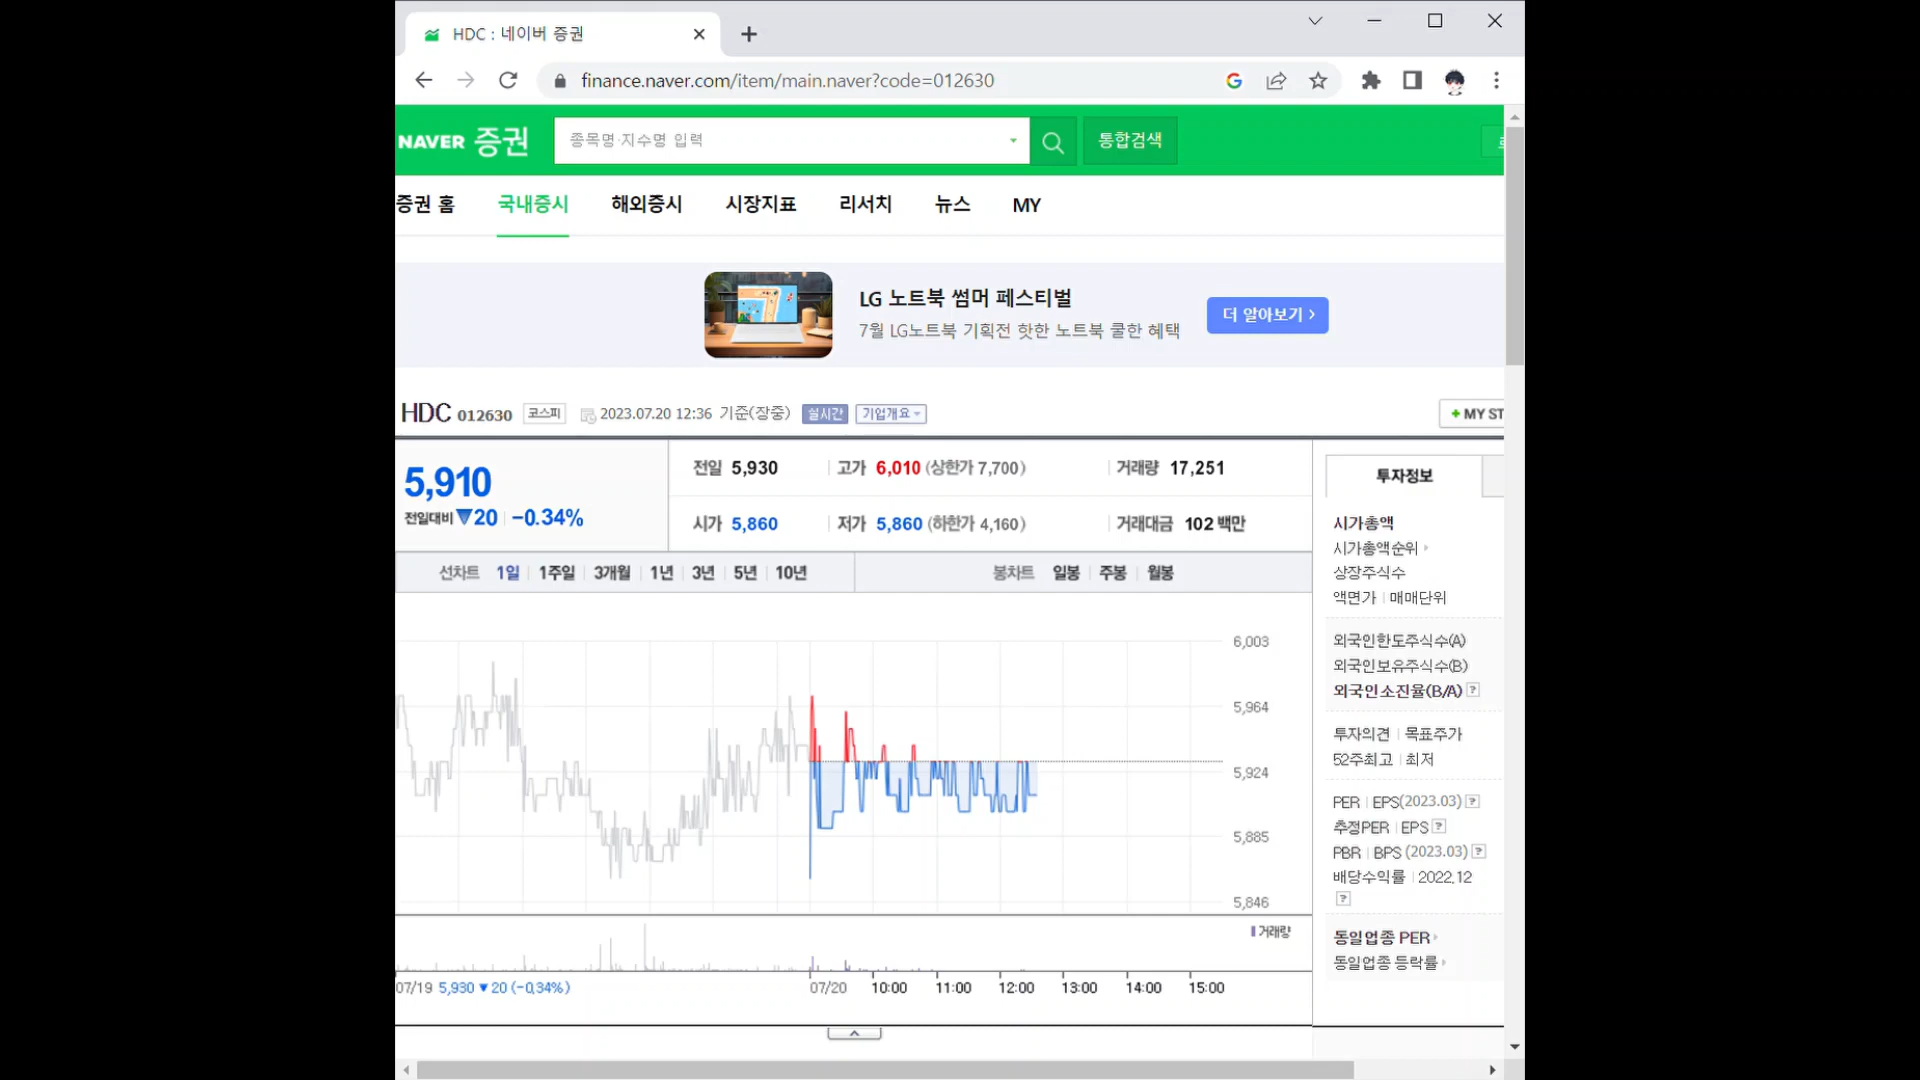 HDC : 네이버 증권
finance.naver.com/item/main.naver?code=012630
NAVER 증권
종목명·지수명 입력
통합검색
증권 홈 국내증시 해외증시 시장지표 리서치 뉴스 MY
LG 노트북 썸머 페스티벌
7월 LG노트북 기획전 핫한 노트북 쿨한 혜택
더 알아보기 >
HDC 012630 코스피 2023.07.20 12:36 기준(장중) 실시간 기업개요
+ MY ST
5,910
전일대비 ▼20 -0.34%
전일 5,930 고가 6,010 (상한가 7,700) 거래량 17,251
시가 5,860 저가 5,860 (하한가 4,160) 거래대금 102 백만
선차트 1일 1주일 3개월 1년 3년 5년 10년 봉차트 일봉 주봉 월봉
6,003
5,964
5,924
5,885
5,846
거래량
07/19 5,930 ▼ 20 (-0.34%)
07/20 10:00 11:00 12:00 13:00 14:00 15:00
투자정보
시가총액
시가총액순위
상장주식수
액면가 | 매매단위
외국인한도주식수(A)
외국인보유주식수(B)
외국인소진율(B/A) ?
투자의견 | 목표주가
52주최고 | 최저
PER | EPS(2023.03) ?
추정PER | EPS ?
PBR | BPS (2023.03) ?
배당수익률 | 2022.12
?
동일업종 PER
동일업종 등락률